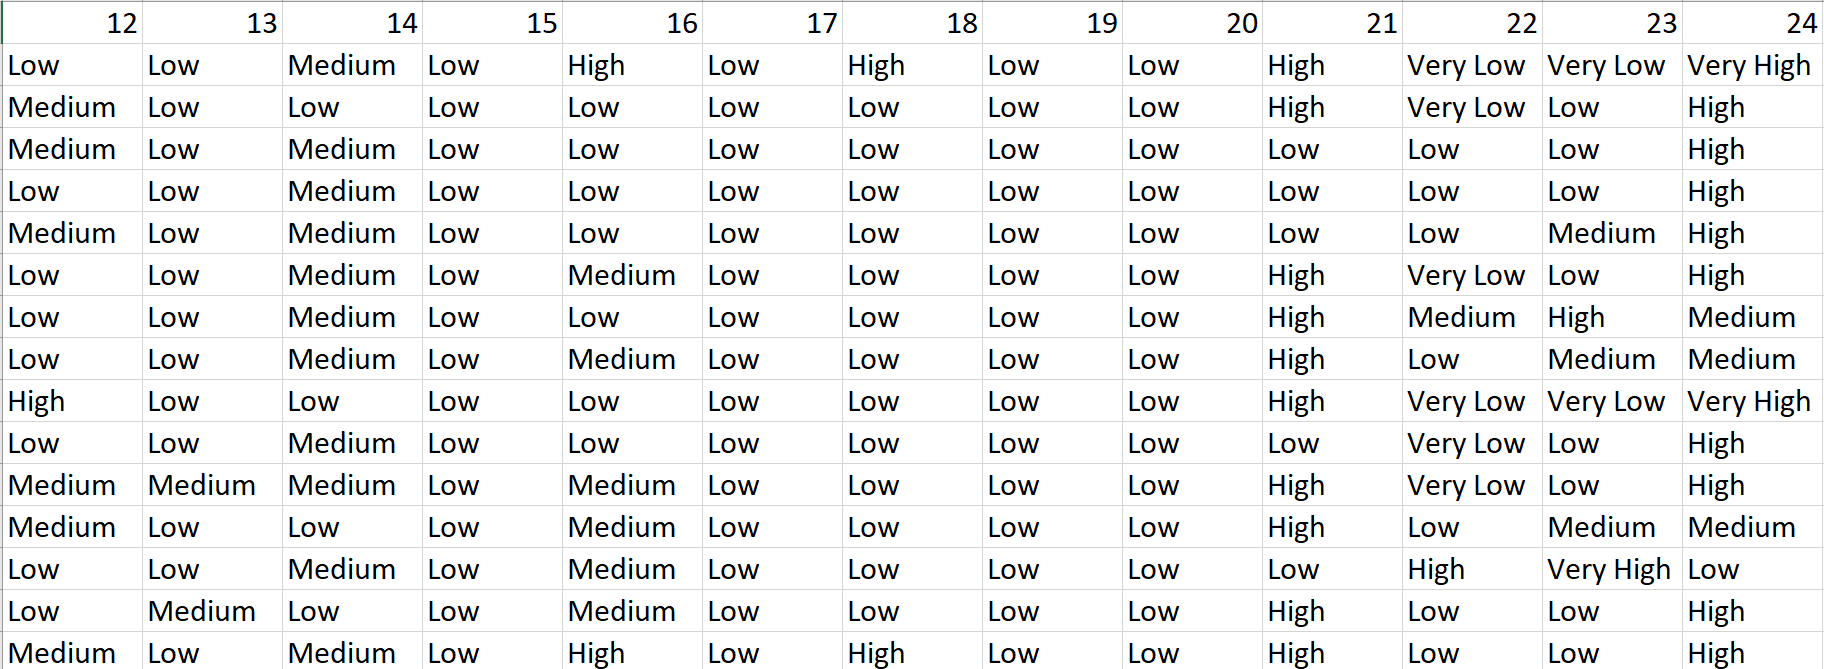 12 13 14 15 16 17 18 19 20 21 22 23 24
Low Low Medium Low High Low High Low Low High Very Low Very Low Very High
Medium Low Low Low Low Low Low Low Low High Very Low Low High
Medium Low Medium Low Low Low Low Low Low Low Low Low High
Low Low Medium Low Low Low Low Low Low Low Low Low High
Medium Low Medium Low Low Low Low Low Low Low Low Medium High
Low Low Medium Low Medium Low Low Low Low High Very Low Low High
Low Low Medium Low Low Low Low Low Low High Medium High Medium
Low Low Medium Low Medium Low Low Low Low High Low Medium Medium
High Low Low Low Low Low Low Low Low High Very Low Very Low Very High
Low Low Medium Low Low Low Low Low Low Low Very Low Low High
Medium Medium Medium Low Medium Low Low Low Low High Very Low Low High
Medium Low Low Low Medium Low Low Low Low High Low Medium Medium
Low Low Medium Low Medium Low Low Low Low Low High Very High Low
Low Medium Low Low Medium Low Low Low Low High Low Low High
Medium Low Medium Low High Low High Low Low High Low Low High